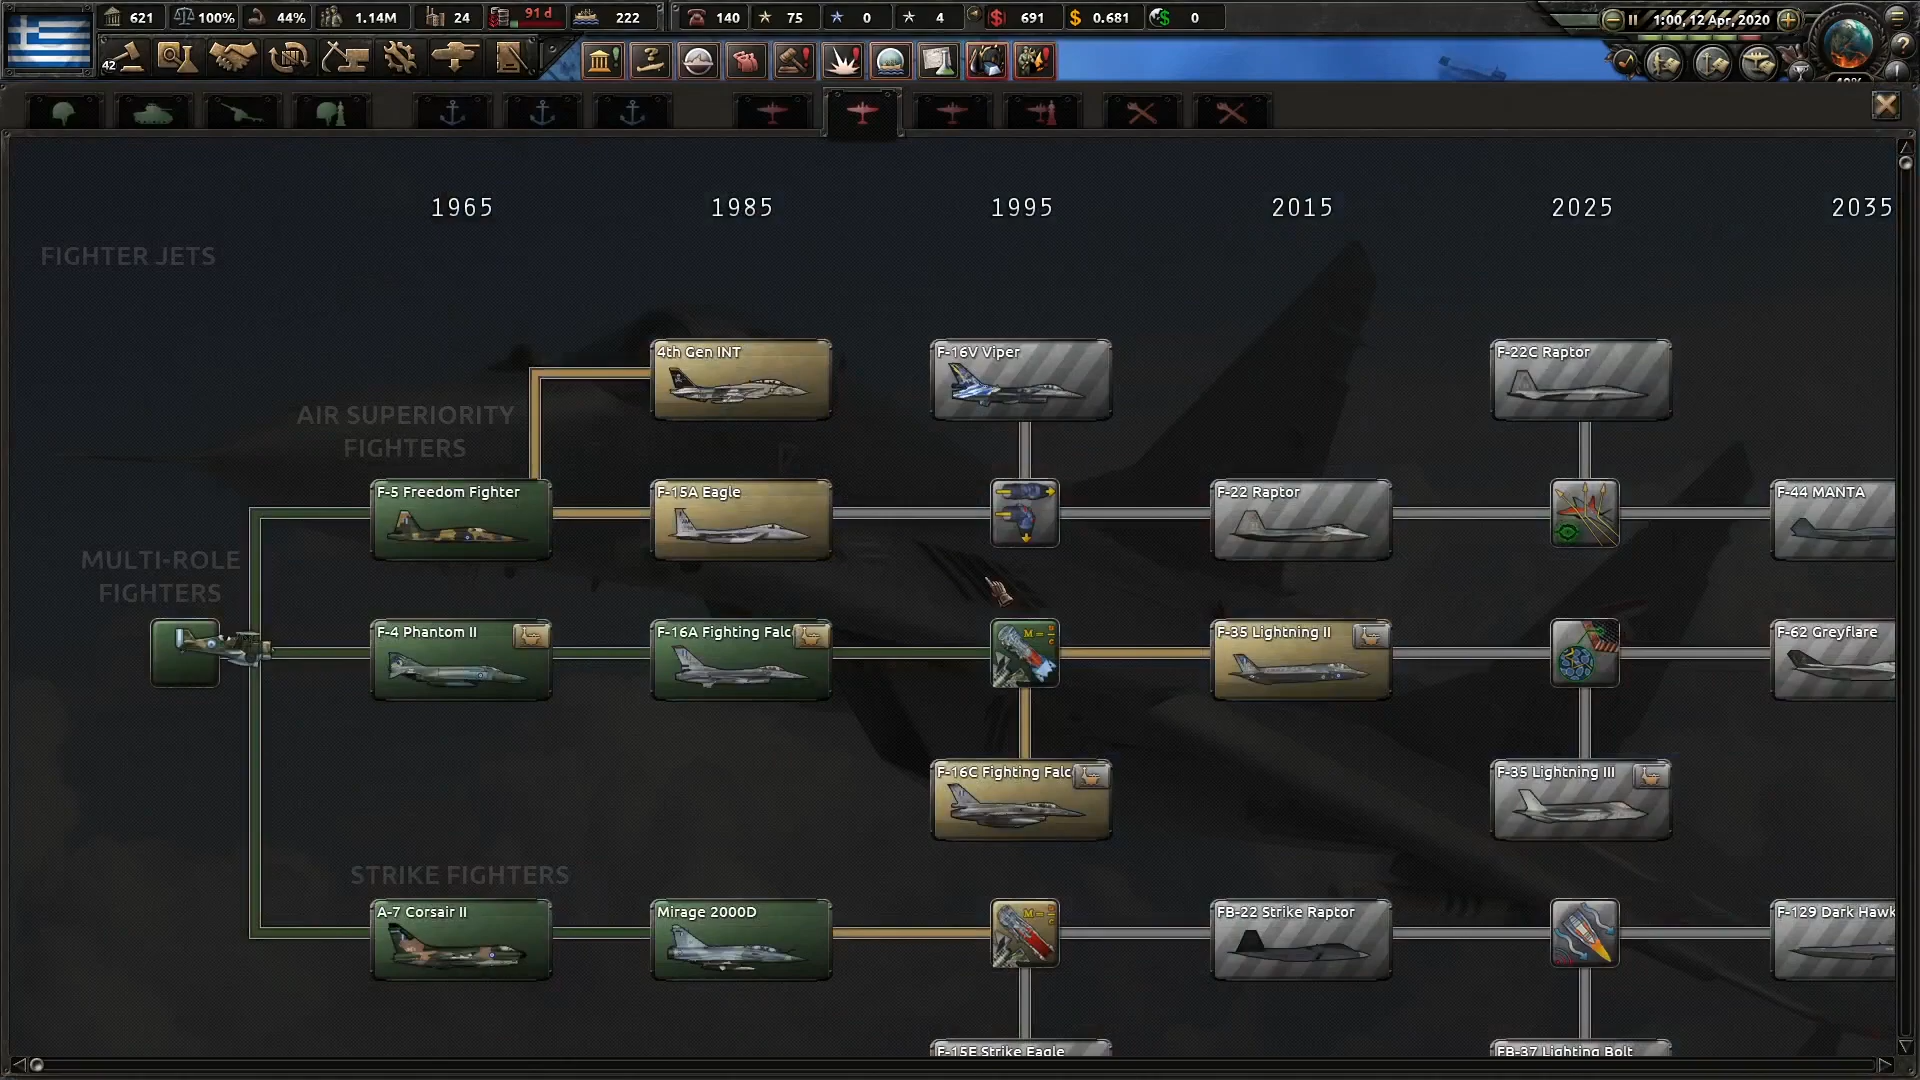 621 100% 44% 1.14M 24 91 d 222 140 75 0 4 691 0.681 0 1:00, 12 Apr, 2020
42
1965 1985 1995 2015 2025 2035
FIGHTER JETS
4th Gen INT F-16V Viper F-22C Raptor
AIR SUPERIORITY
FIGHTERS
F-5 Freedom Fighter F-15A Eagle F-22 Raptor F-44 MANTA
MULTI-ROLE
FIGHTERS
F-4 Phantom II F-16A Fighting Falc F-35 Lightning II F-62 Greyflare
F-16C Fighting Falc F-35 Lightning III
STRIKE FIGHTERS
A-7 Corsair II Mirage 2000D FB-22 Strike Raptor F-129 Dark Hawk
F-15E Strike Eagle FB-37 Lighting Bolt